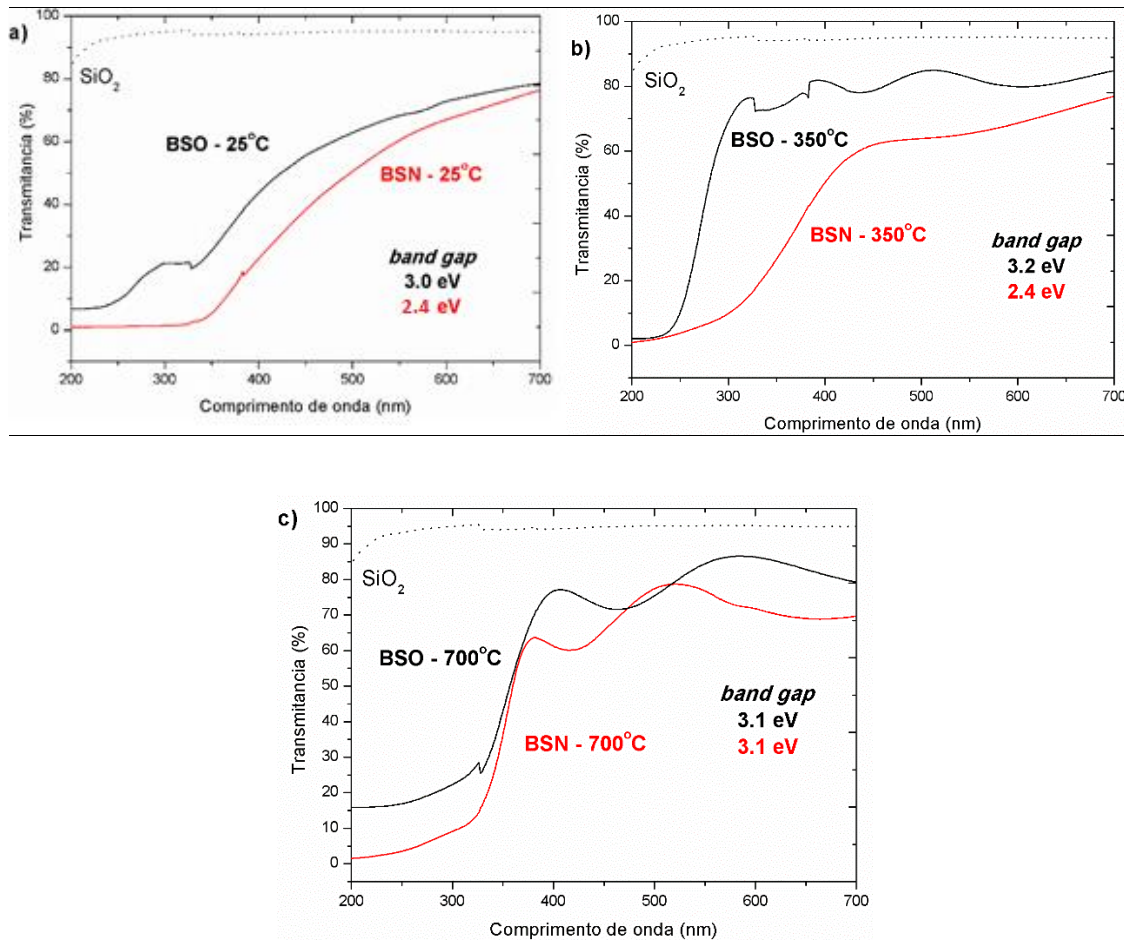 a)
100
80
60
40
20
0
Transmitancia (%)
SiO2
BSO - 25°C
BSN - 25°C
band gap
3.0 eV
2.4 eV
200 300 400 500 600 700
Comprimento de onda (nm)
b)
100
80
60
40
20
0
Transmitancia (%)
SiO2
BSO - 350°C
BSN - 350°C
band gap
3.2 eV
2.4 eV
200 300 400 500 600 700
Comprimento de onda (nm)
c)
100
90
80
70
60
50
40
30
20
10
0
Transmitancia (%)
SiO2
BSO - 700°C
BSN - 700°C
band gap
3.1 eV
3.1 eV
200 300 400 500 600 700
Comprimento de onda (nm)